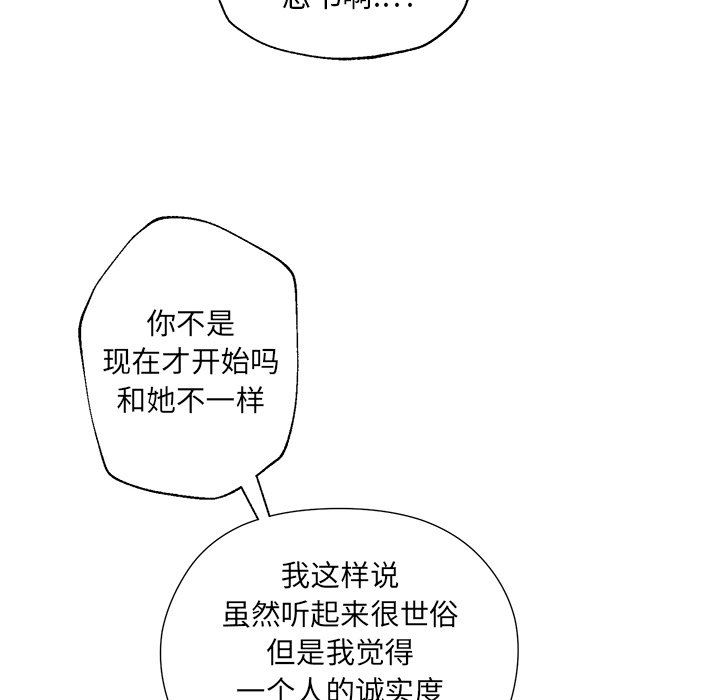 你不是
现在才开始吗
和她不一样
我这样说
虽然听起来很世俗
但是我觉得
一个人的诚实度